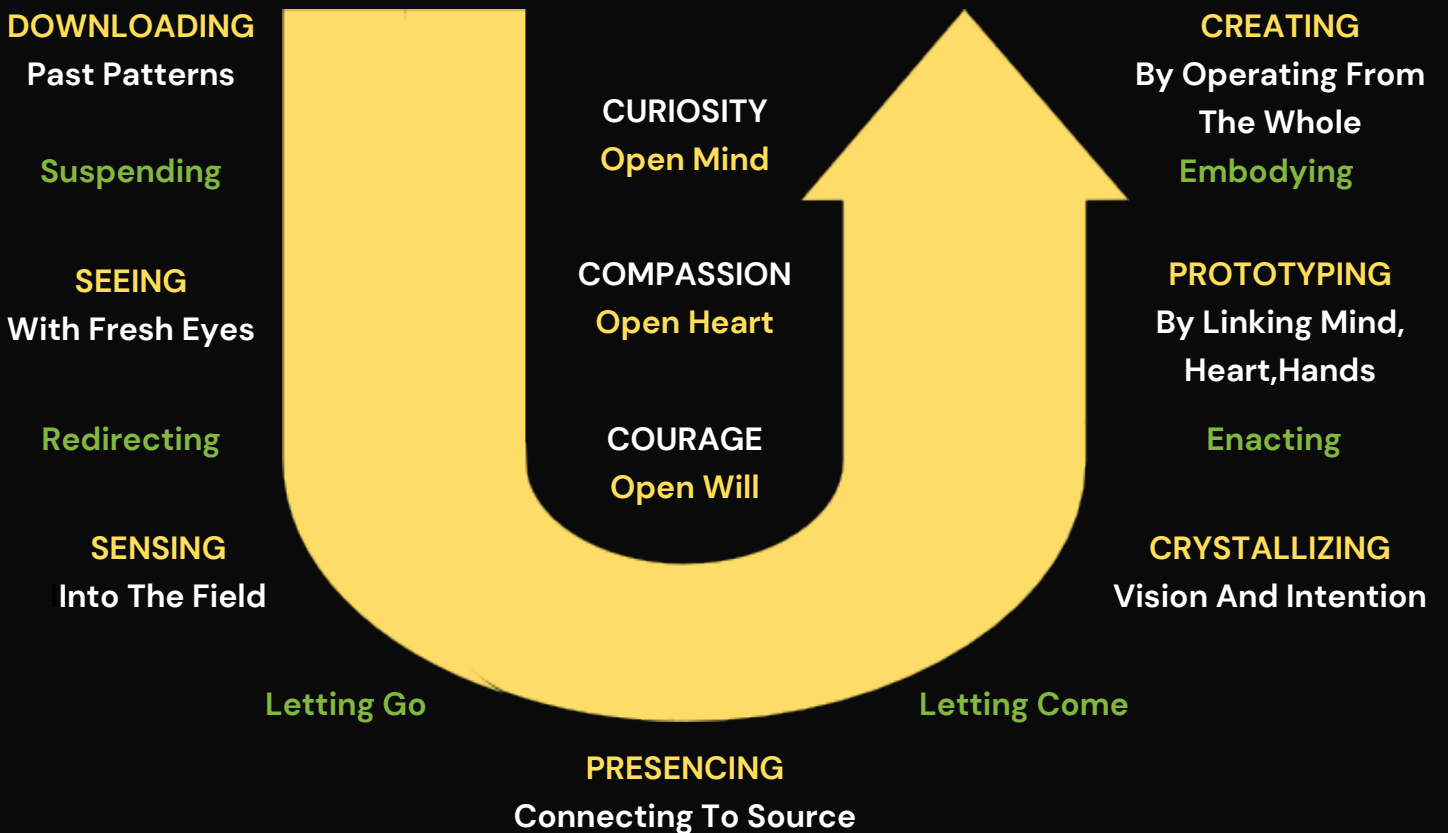 DOWNLOADING
Past Patterns
Suspending
SEEING
With Fresh Eyes
Redirecting
SENSING
Into The Field
Letting Go
PRESENCING
Connecting To Source
Letting Come
CRYSTALLIZING
Vision And Intention
Enacting
PROTOTYPING
By Linking Mind,
Heart,Hands
Embodying
CREATING
By Operating From
The Whole
CURIOSITY
Open Mind
COMPASSION
Open Heart
COURAGE
Open Will